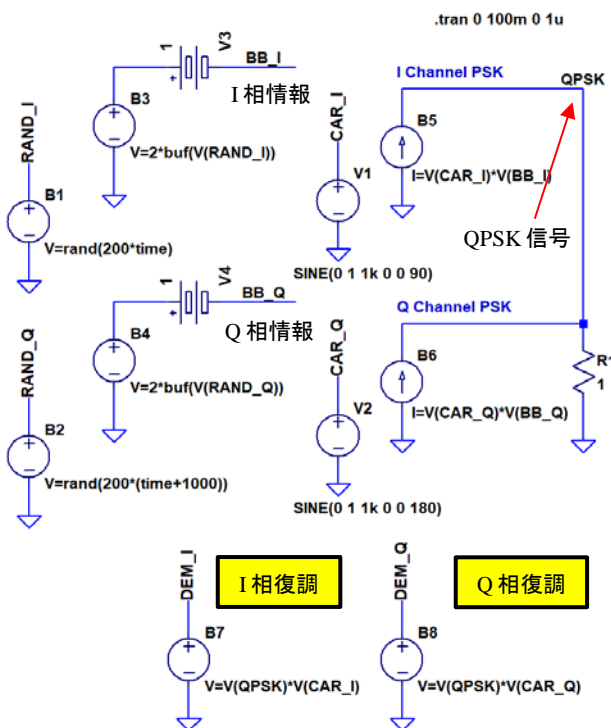 .tran 0 100m 0 1u
1
V3
BB_I
I 相情報
B3
V=2*buf(V(RAND_I))
RAND_I
B1
V=rand(200*time)
CAR_I
V1
SINE(0 1 1k 0 0 90)
I Channel PSK
QPSK
B5
I=V(CAR_I)*V(BB_I)
QPSK 信号
1
V4
BB_Q
Q 相情報
B4
V=2*buf(V(RAND_Q))
RAND_Q
B2
V=rand(200*(time+1000))
CAR_Q
V2
SINE(0 1 1k 0 0 180)
Q Channel PSK
B6
I=V(CAR_Q)*V(BB_Q)
R1
1
DEM_I
I 相復調
B7
V=V(QPSK)*V(CAR_I)
DEM_Q
Q 相復調
B8
V=V(QPSK)*V(CAR_Q)